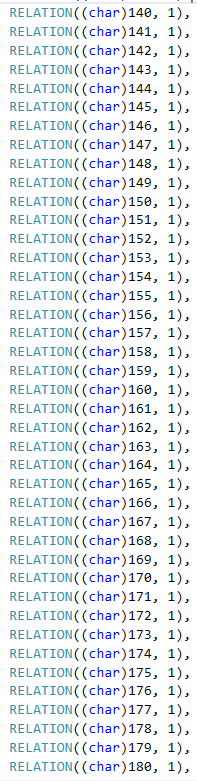 RELATION((char)140, 1),
RELATION((char)141, 1),
RELATION((char)142, 1),
RELATION((char)143, 1),
RELATION((char)144, 1),
RELATION((char)145, 1),
RELATION((char)146, 1),
RELATION((char)147, 1),
RELATION((char)148, 1),
RELATION((char)149, 1),
RELATION((char)150, 1),
RELATION((char)151, 1),
RELATION((char)152, 1),
RELATION((char)153, 1),
RELATION((char)154, 1),
RELATION((char)155, 1),
RELATION((char)156, 1),
RELATION((char)157, 1),
RELATION((char)158, 1),
RELATION((char)159, 1),
RELATION((char)160, 1),
RELATION((char)161, 1),
RELATION((char)162, 1),
RELATION((char)163, 1),
RELATION((char)164, 1),
RELATION((char)165, 1),
RELATION((char)166, 1),
RELATION((char)167, 1),
RELATION((char)168, 1),
RELATION((char)169, 1),
RELATION((char)170, 1),
RELATION((char)171, 1),
RELATION((char)172, 1),
RELATION((char)173, 1),
RELATION((char)174, 1),
RELATION((char)175, 1),
RELATION((char)176, 1),
RELATION((char)177, 1),
RELATION((char)178, 1),
RELATION((char)179, 1),
RELATION((char)180, 1),